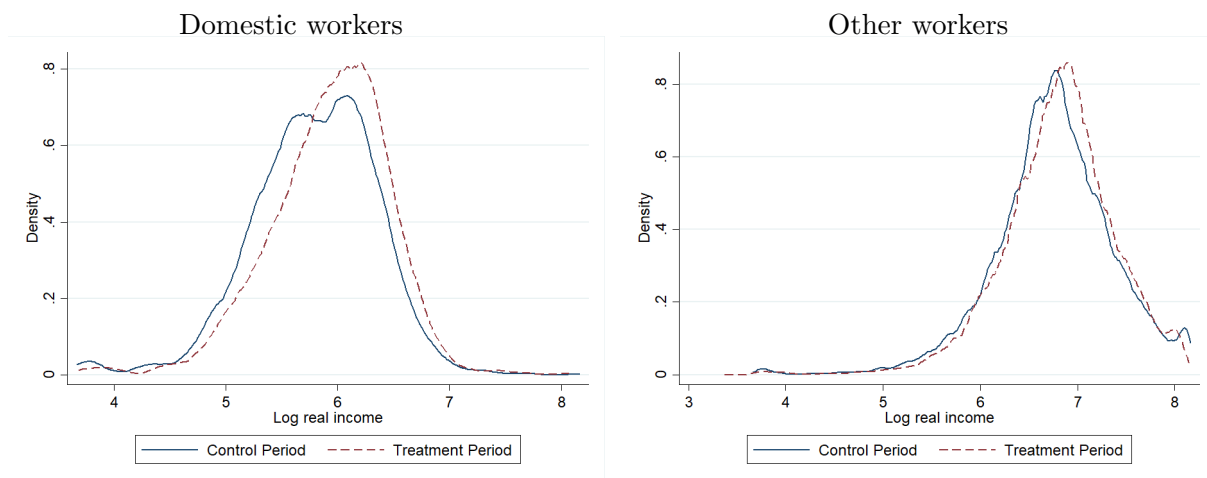 Domestic workers
.8
.6
.4
.2
0
Density
4 5 6 7 8
Log real income
Control Period Treatment Period
Other workers
.8
.6
.4
.2
0
Density
3 4 5 6 7 8
Log real income
Control Period Treatment Period